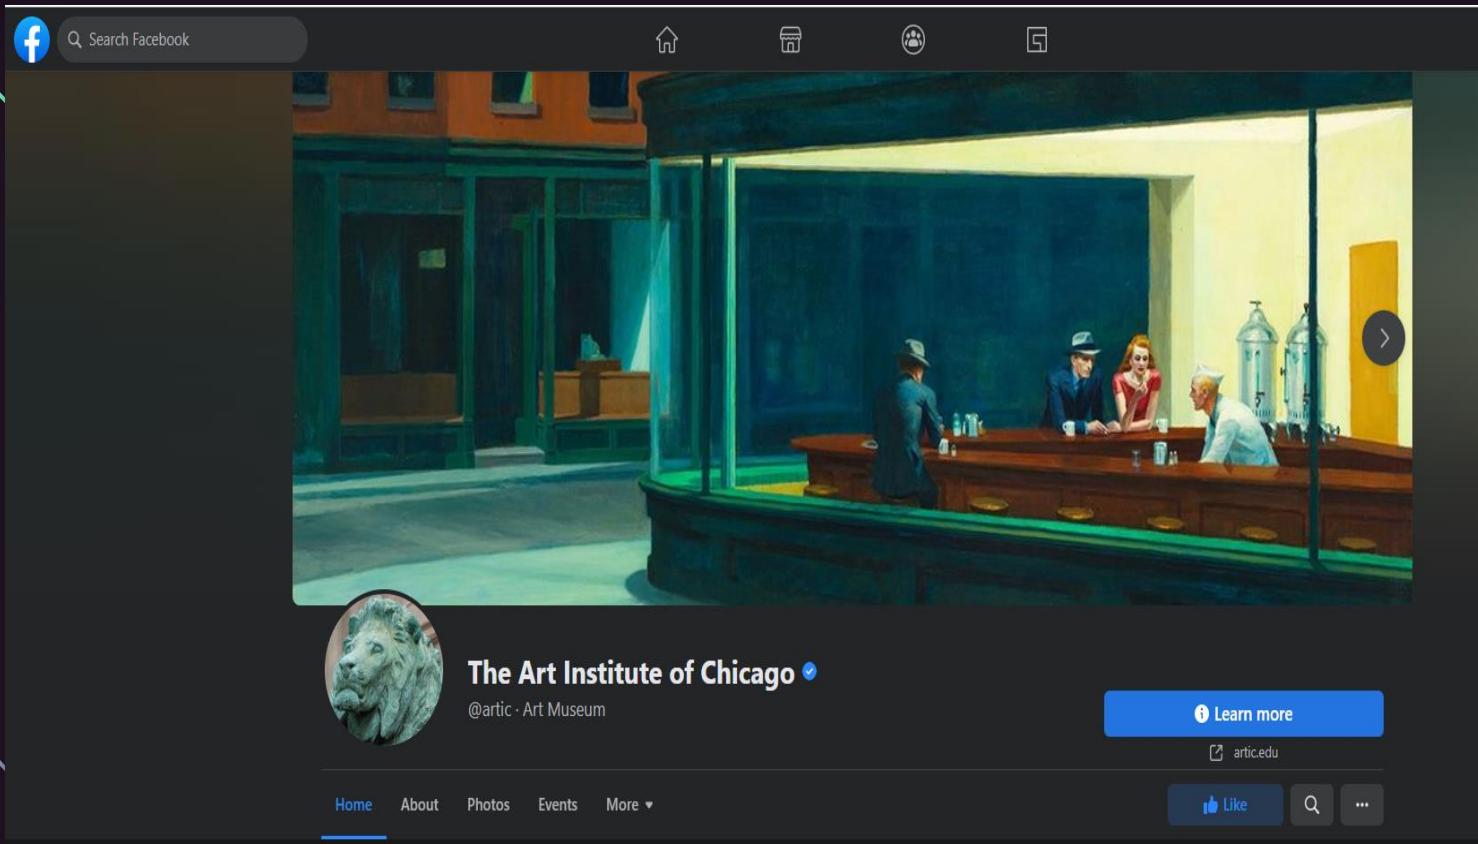 Search Facebook
The Art Institute of Chicago
@artic · Art Museum
Learn more
artic.edu
Home About Photos Events More
Like